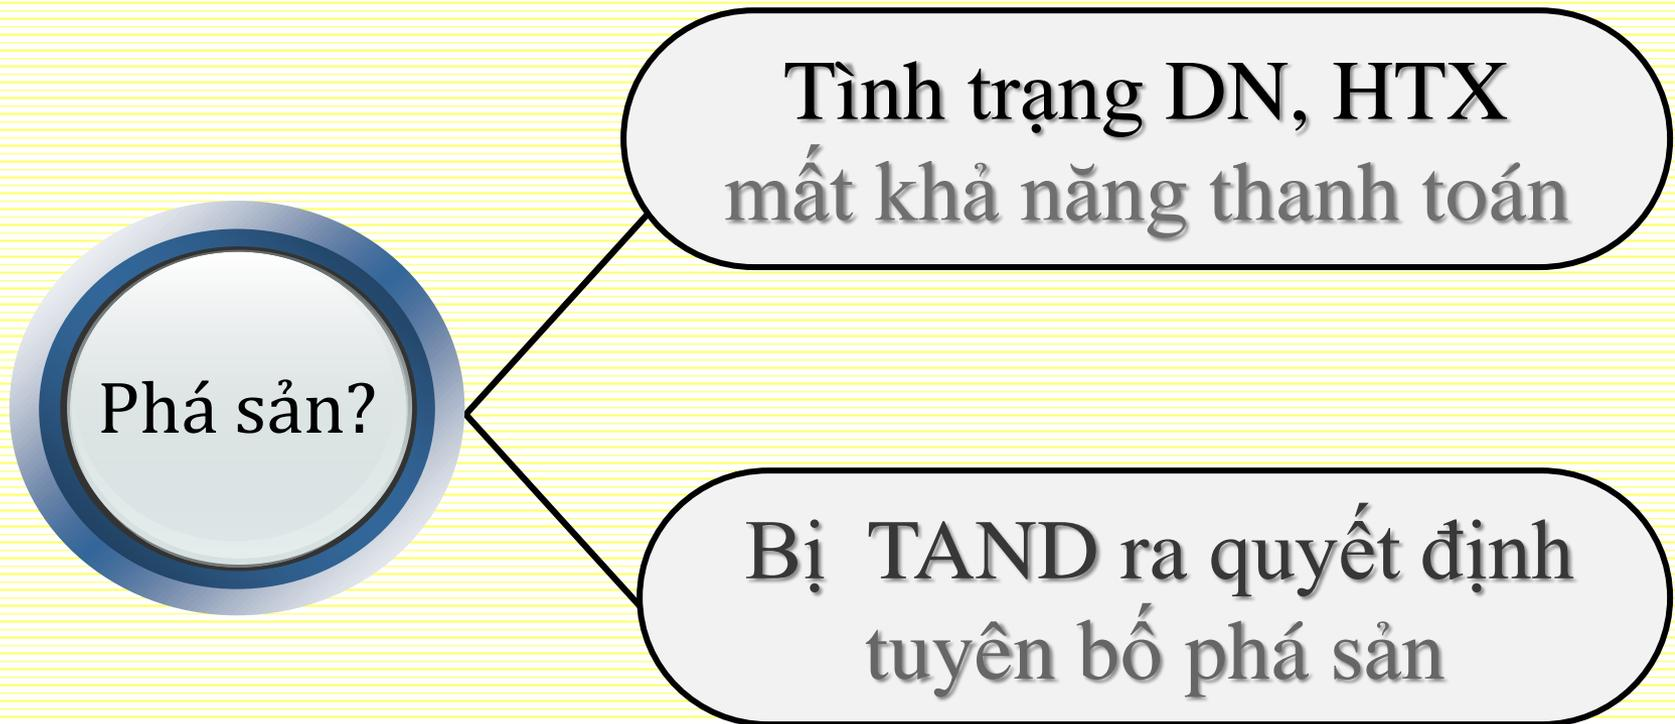 Tình trạng DN, HTX
mất khả năng thanh toán
Phá sản?
Bị TAND ra quyết định
tuyên bố phá sản